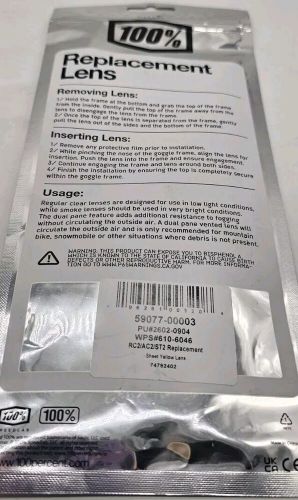 100%
Replacement
Lens
Removing Lens:
1/ Hold the frame at the bottom and grab the top of the frame
from the inside. Gently pull the top of the frame away from the
lens to disengage the lens from the frame.
2/ Once the top of the lens is separated from the frame, gently
pull the lens out of the sides and the bottom of the frame.
Inserting Lens:
1/ Remove any protective film prior to installation.
2/ While pinching the nose of the goggle frame, align the lens for
insertion. Push the lens into the frame and ensure engagement.
3/ Continue engaging the frame and lens around both sides.
4/ Finish the installation by ensuring the top is completely secure
within the goggle frame.
Usage:
Regular clear lenses are designed for use in low light conditions,
while smoke lenses should be used in very bright conditions.
The dual pane feature adds additional resistance to fogging
without circulating the outside air. A dual pane vented lens will
circulate the outside air and is only recommended for mountain
bike, snowmobile or other situations where debris is not present.
WARNING: THIS PRODUCT CAN EXPOSE YOU TO BISPHENOL A
WHICH IS KNOWN TO THE STATE OF CALIFORNIA TO CAUSE BIRTH
DEFECTS OR OTHER REPRODUCTIVE HARM. FOR MORE INFORMA-
TION GO TO WWW.P65WARNINGS.CA.GOV
59077-00003
PU#2602-0904
WPS#610-6046
RC2/AC2/ST2 Replacement
Sheet Yellow Lens
74792402
100%
100%
www.100percent.com
UK
CA